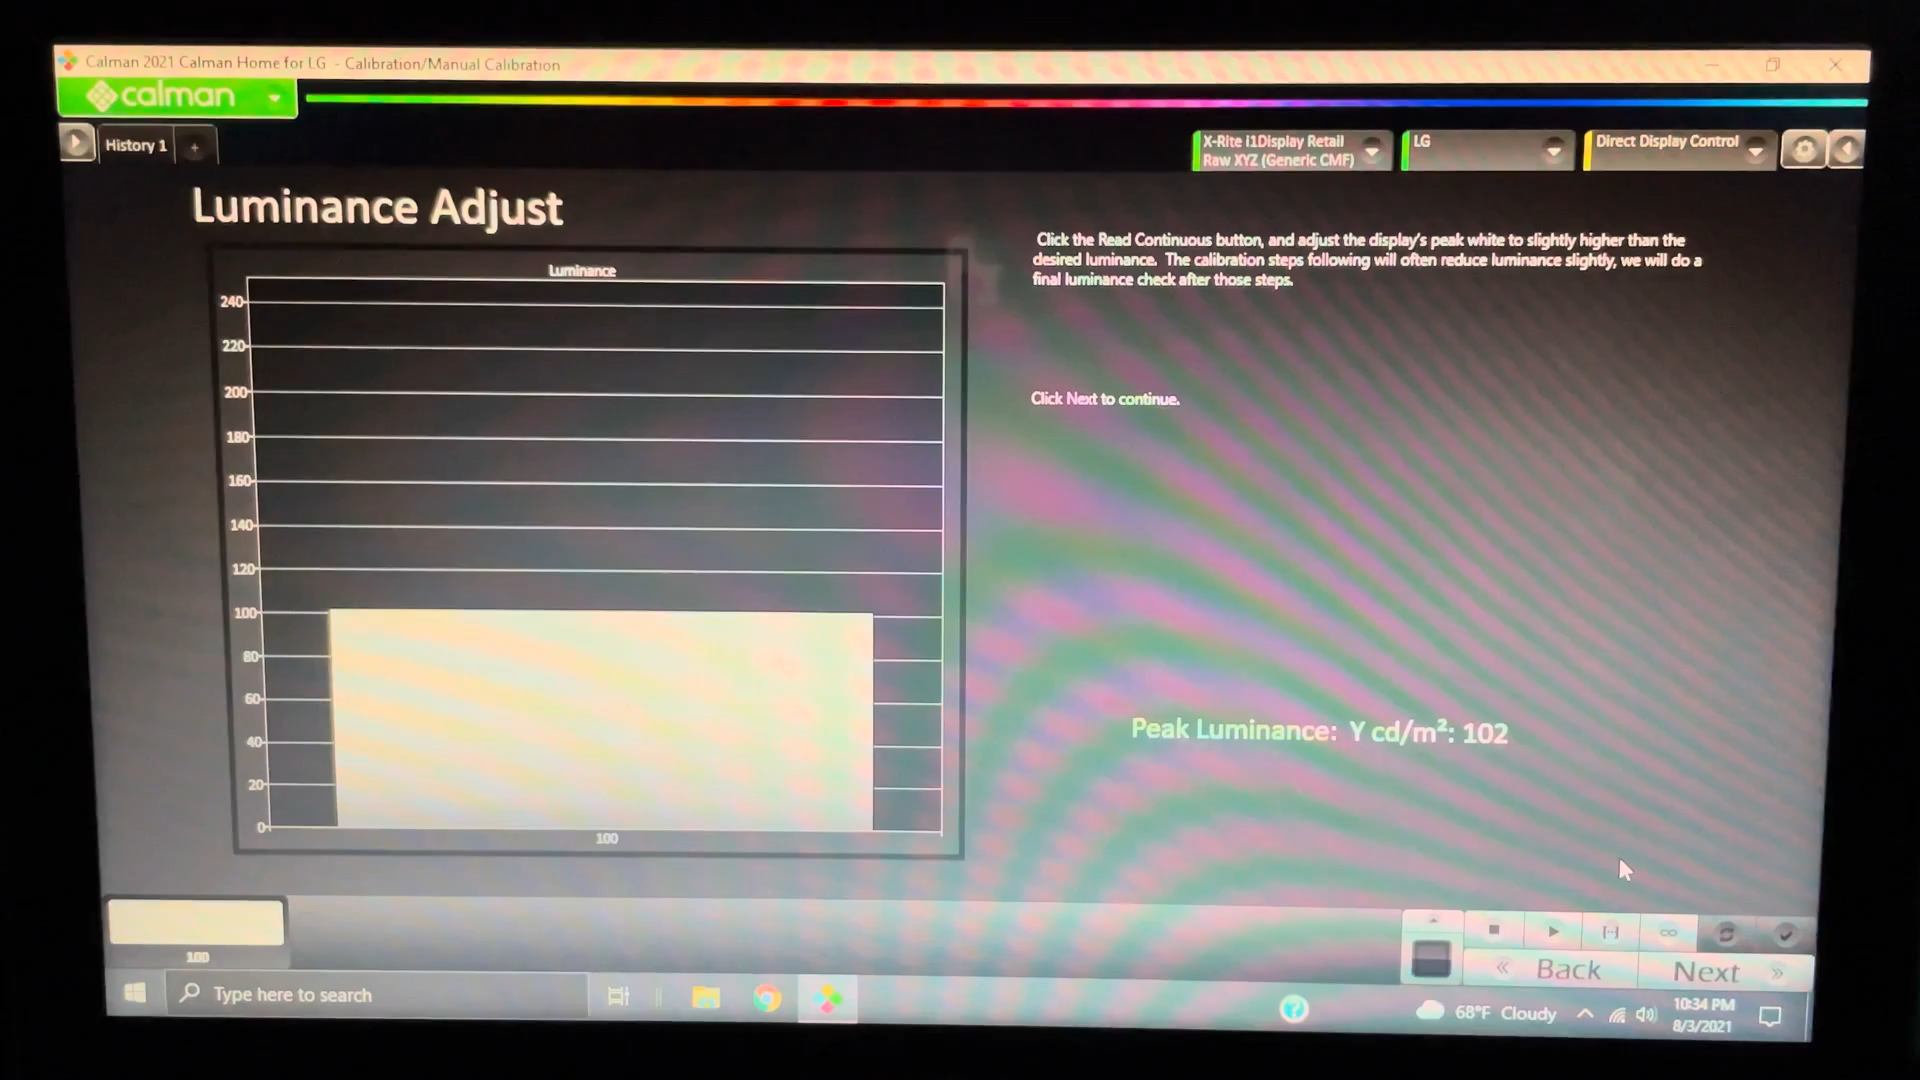 Calman 2021 Calman Home for LG - Calibration/Manual Calibration
calman
History 1
+
X-Rite i1Display Retail
Raw XYZ (Generic CMF)
LG
Direct Display Control
Luminance Adjust
Click the Read Continuous button, and adjust the display's peak white to slightly higher than the
desired luminance. The calibration steps following will often reduce luminance slightly, we will do a
final luminance check after those steps.
Click Next to continue.
Luminance
240
220
200
180
160
140
120
100
80
60
40
20
0
100
Peak Luminance: Y cd/m²: 102
100
« Back
Next »
Type here to search
68°F Cloudy
10:34 PM
8/3/2021